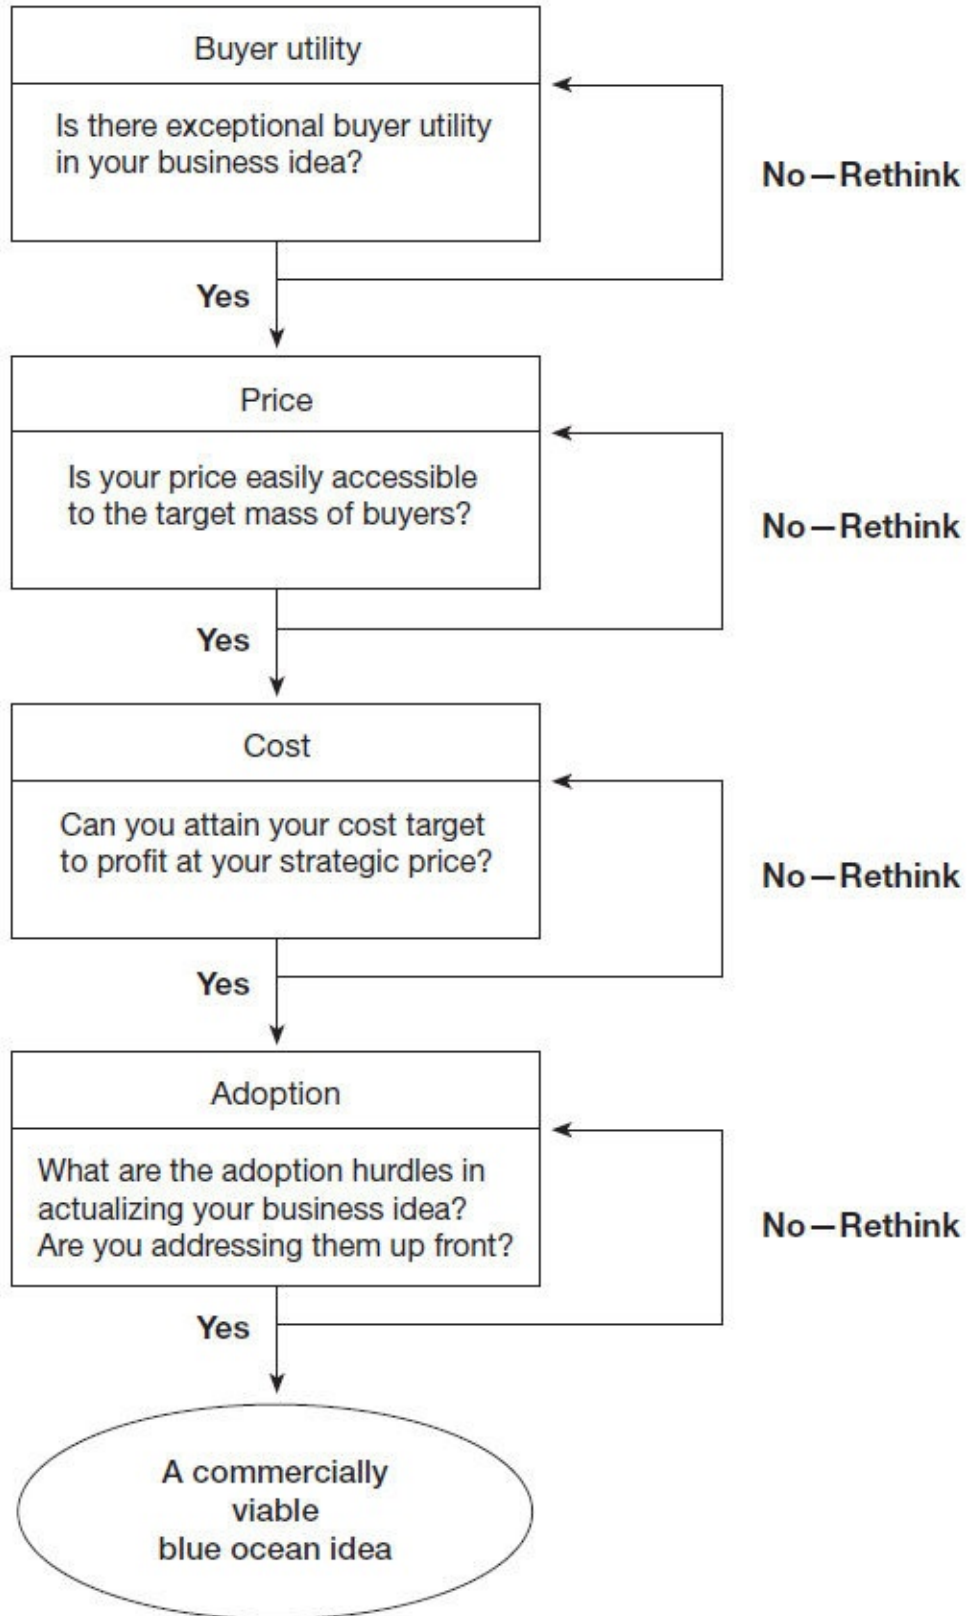 Buyer utility
Is there exceptional buyer utility
in your business idea?
No—Rethink
Yes
Price
Is your price easily accessible
to the target mass of buyers?
No—Rethink
Yes
Cost
Can you attain your cost target
to profit at your strategic price?
No—Rethink
Yes
Adoption
What are the adoption hurdles in
actualizing your business idea?
Are you addressing them up front?
No—Rethink
Yes
A commercially
viable
blue ocean idea